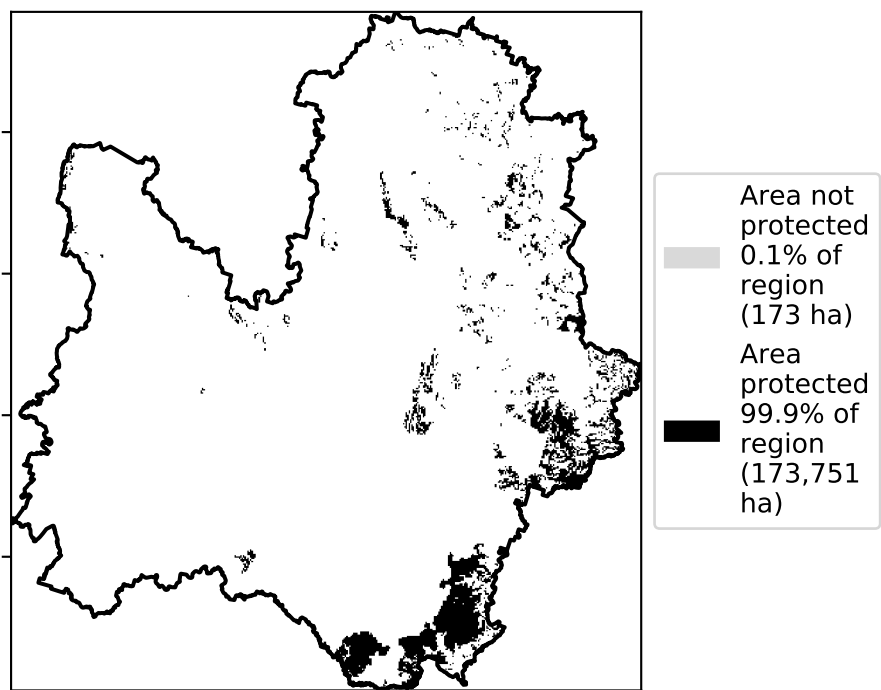 Area not
protected
0.1% of
region
(173 ha)
Area
protected
99.9% of
region
(173,751
ha)